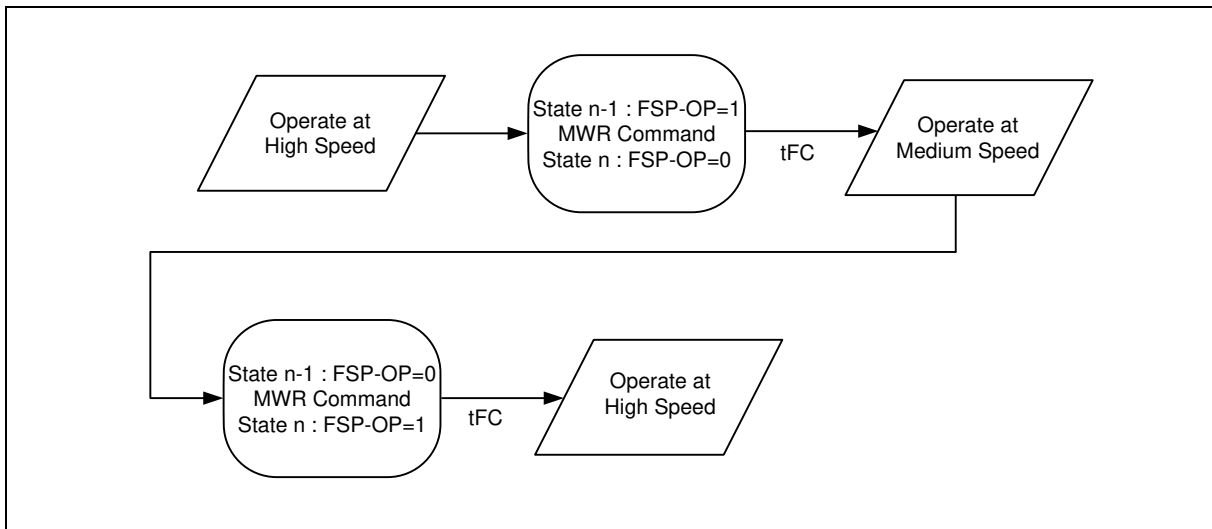 Operate at
High Speed
State n-1 : FSP-OP=1
MWR Command
State n : FSP-OP=0
tFC
Operate at
Medium Speed
State n-1 : FSP-OP=0
MWR Command
State n : FSP-OP=1
tFC
Operate at
High Speed